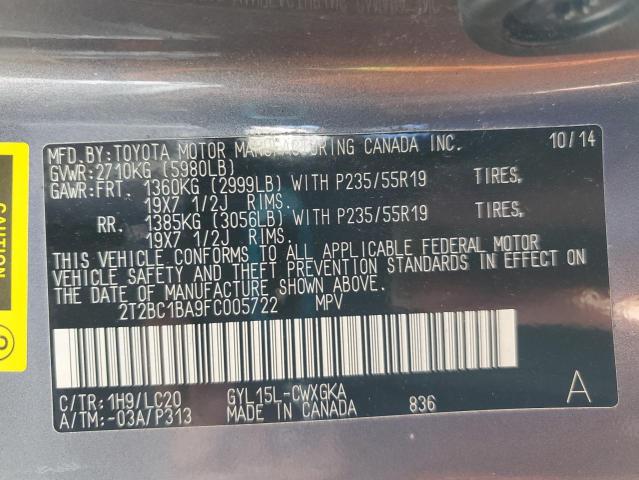 MFD.BY:TOYOTA MOTOR MANUFACTURING CANADA INC. 10/14
GVWR:2710KG (5980LB)
GAWR:FRT. 1360KG (2999LB) WITH P235/55R19 TIRES,
19X7 1/2J RIMS.
RR. 1385KG (3056LB) WITH P235/55R19 TIRES,
19X7 1/2J RIMS.
THIS VEHICLE CONFORMS TO ALL APPLICABLE FEDERAL MOTOR
VEHICLE SAFETY AND THEFT PREVENTION STANDARDS IN EFFECT ON
THE DATE OF MANUFACTURE SHOWN ABOVE.
2T2BC1BA9FC005722 MPV
C/TR:1H9/LC20 GYL15L-CWXGKA A
A/TM:-03A/P313 MADE IN CANADA 836
CAUTION